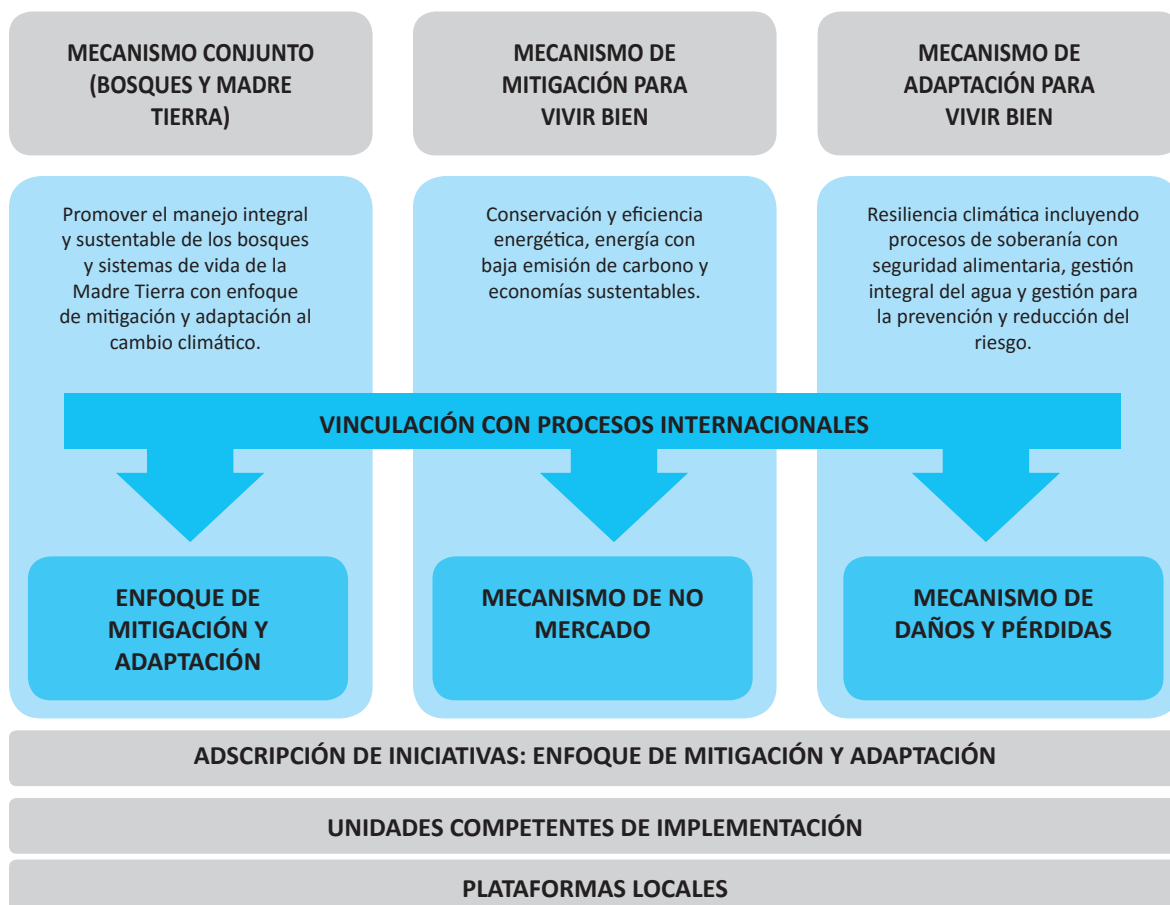 MECANISMO CONJUNTO
(BOSQUES Y MADRE
TIERRA)
MECANISMO DE
MITIGACIÓN PARA
VIVIR BIEN
MECANISMO DE
ADAPTACIÓN PARA
VIVIR BIEN
Promover el manejo integral
y sustentable de los bosques
y sistemas de vida de la
Madre Tierra con enfoque
de mitigación y adaptación al
cambio climático.
Conservación y eficiencia
energética, energía con
baja emisión de carbono y
economías sustentables.
Resiliencia climática incluyendo
procesos de soberanía con
seguridad alimentaria, gestión
integral del agua y gestión para
la prevención y reducción del
riesgo.
VINCULACIÓN CON PROCESOS INTERNACIONALES
ENFOQUE DE
MITIGACIÓN Y
ADAPTACIÓN
MECANISMO DE NO
MERCADO
MECANISMO DE
DAÑOS Y PÉRDIDAS
ADSCRIPCIÓN DE INICIATIVAS: ENFOQUE DE MITIGACIÓN Y ADAPTACIÓN
UNIDADES COMPETENTES DE IMPLEMENTACIÓN
PLATAFORMAS LOCALES